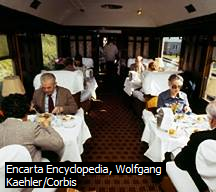 Encarta Encyclopedia, Wolfgang
Kaehler/Corbis